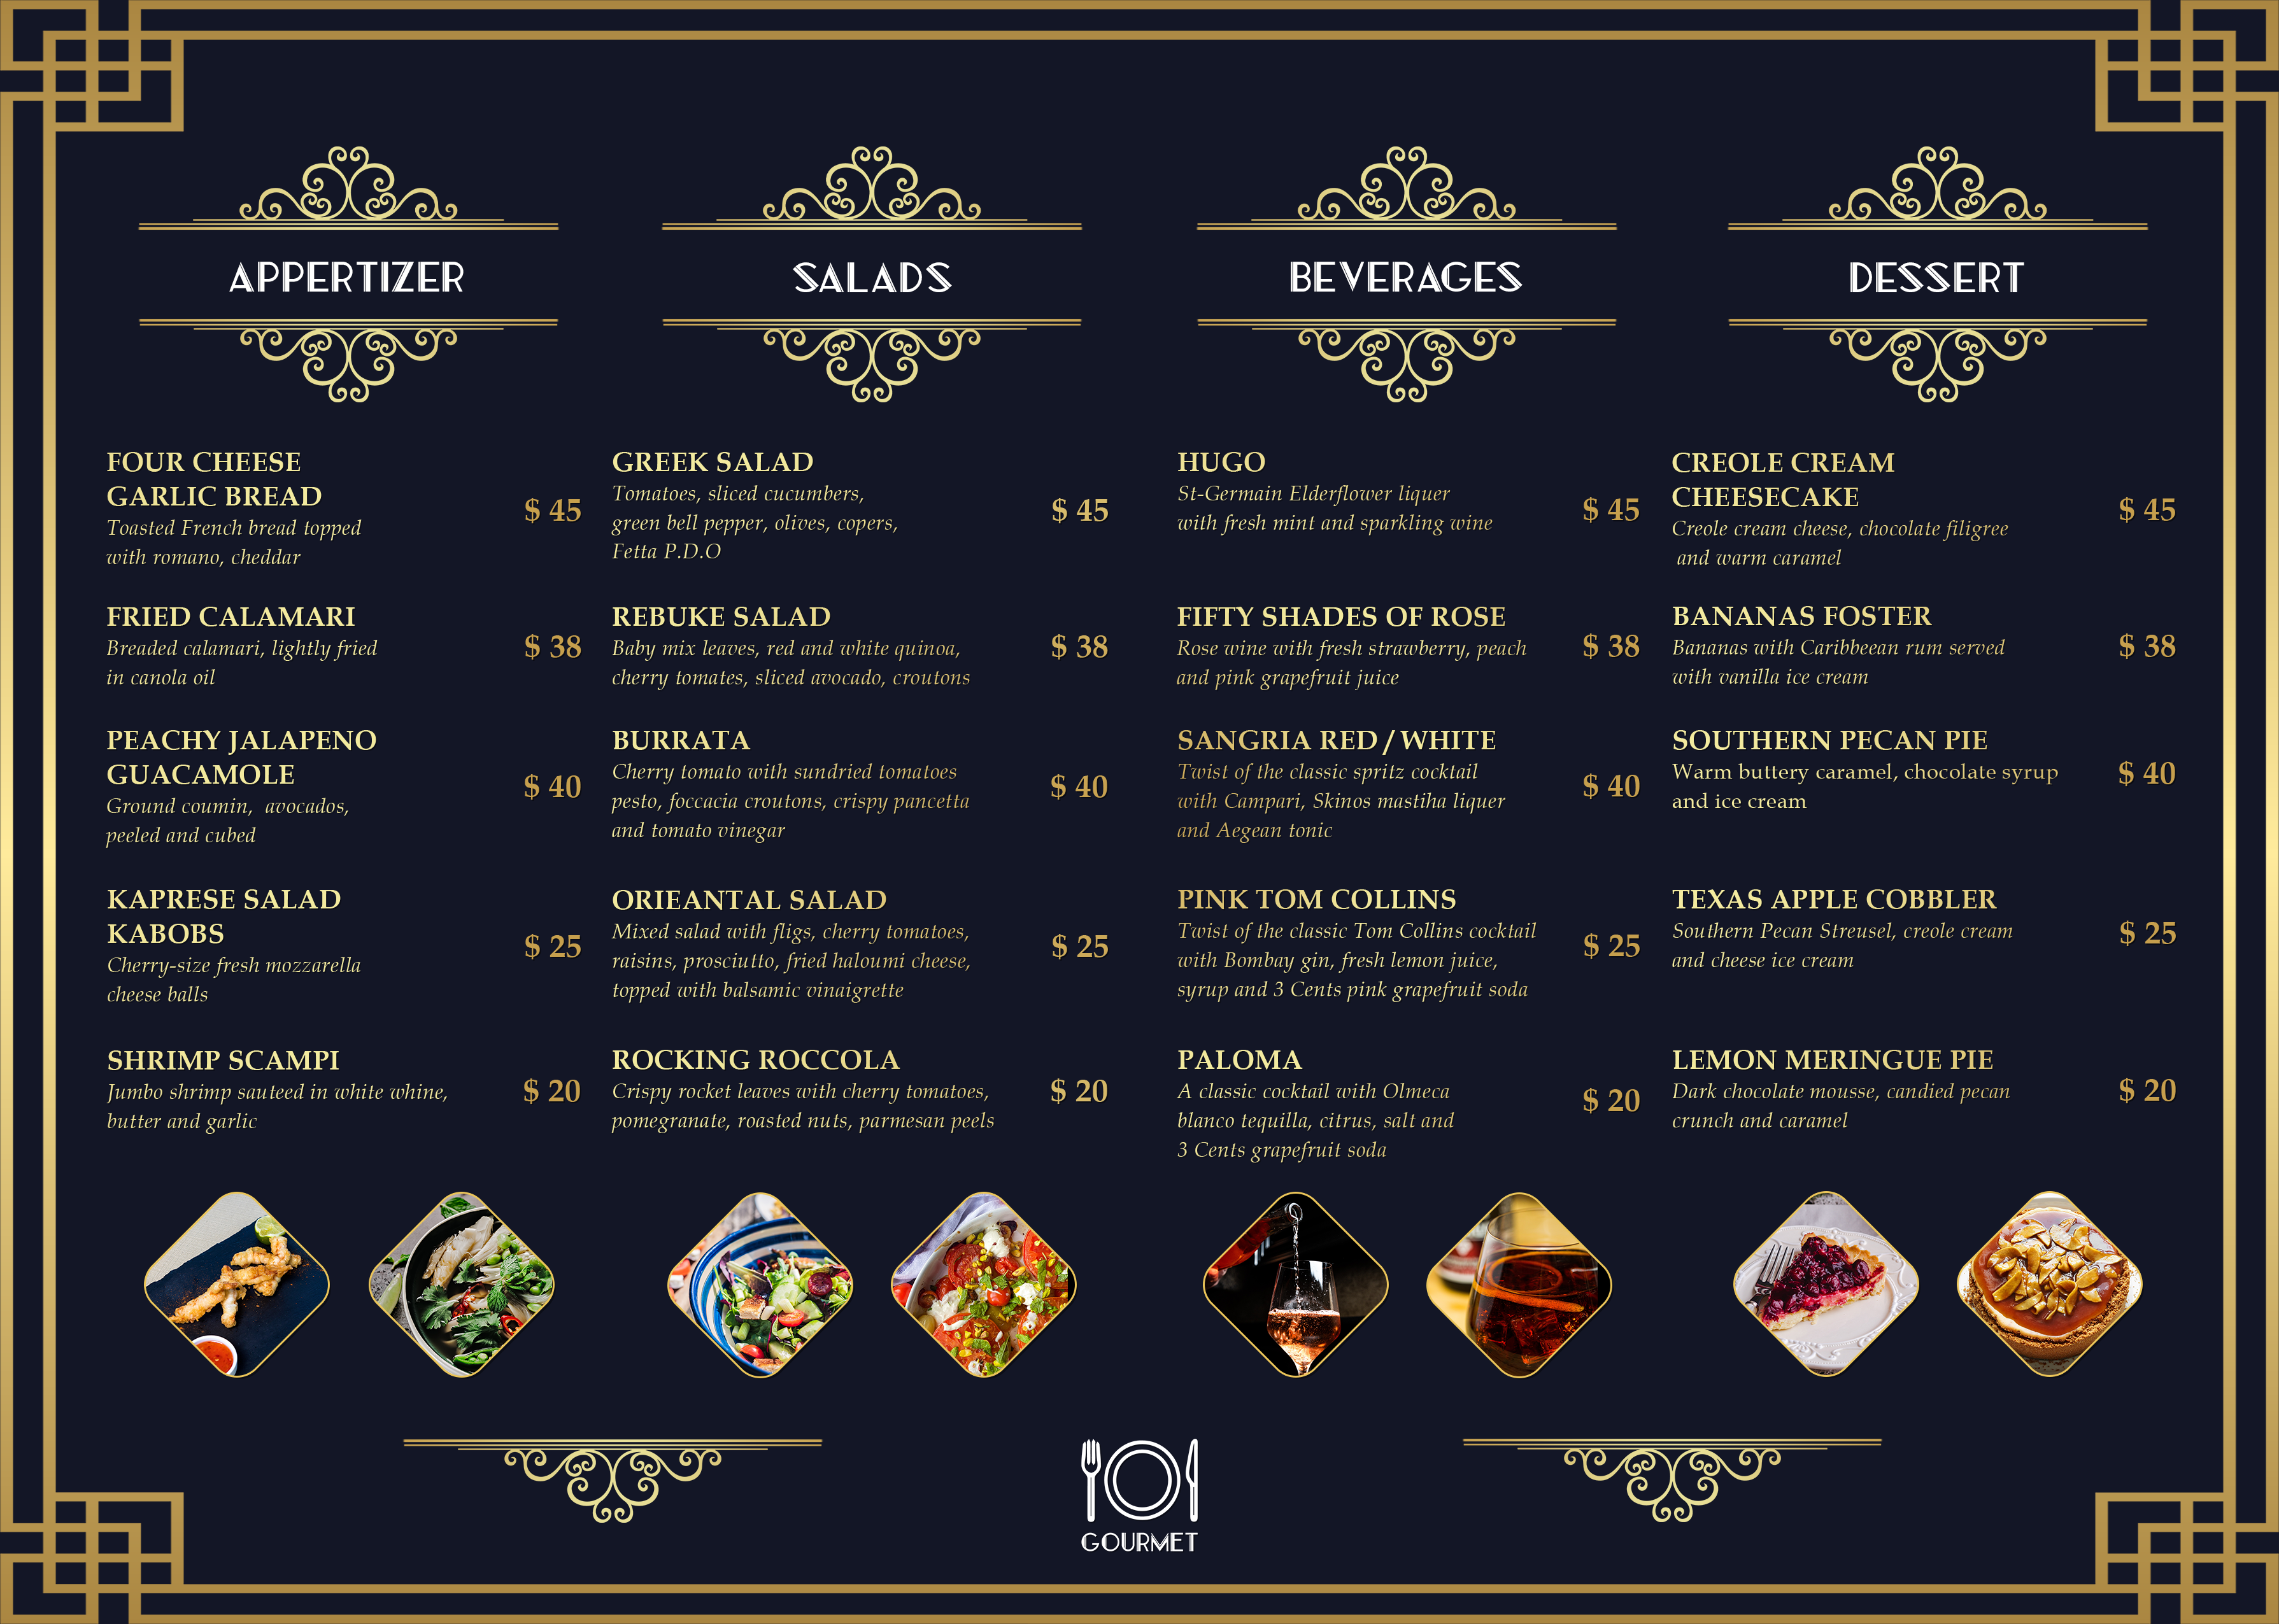 APPERTIZER
FOUR CHEESE
GARLIC BREAD
Toasted French bread topped
with romano, cheddar
$ 45
FRIED CALAMARI
Breaded calamari, lightly fried
in canola oil
$ 38
PEACHY JALAPENO
GUACAMOLE
Ground coumin, avocados,
peeled and cubed
$ 40
KAPRESE SALAD
KABOBS
Cherry-size fresh mozzarella
cheese balls
$ 25
SHRIMP SCAMPI
Jumbo shrimp sauteed in white whine,
butter and garlic
$ 20
SALADS
GREEK SALAD
Tomatoes, sliced cucumbers,
green bell pepper, olives, copers,
Fetta P.D.O
$ 45
REBUKE SALAD
Baby mix leaves, red and white quinoa,
cherry tomates, sliced avocado, croutons
$ 38
BURRATA
Cherry tomato with sundried tomatoes
pesto, foccacia croutons, crispy pancetta
and tomato vinegar
$ 40
ORIEANTAL SALAD
Mixed salad with fligs, cherry tomatoes,
raisins, prosciutto, fried haloumi cheese,
topped with balsamic vinaigrette
$ 25
ROCKING ROCCOLA
Crispy rocket leaves with cherry tomatoes,
pomegranate, roasted nuts, parmesan peels
$ 20
BEVERAGES
HUGO
St-Germain Elderflower liquer
with fresh mint and sparkling wine
$ 45
FIFTY SHADES OF ROSE
Rose wine with fresh strawberry, peach
and pink grapefruit juice
$ 38
SANGRIA RED / WHITE
Twist of the classic spritz cocktail
with Campari, Skinos mastiha liquer
and Aegean tonic
$ 40
PINK TOM COLLINS
Twist of the classic Tom Collins cocktail
with Bombay gin, fresh lemon juice,
syrup and 3 Cents pink grapefruit soda
$ 25
PALOMA
A classic cocktail with Olmeca
blanco tequilla, citrus, salt and
3 Cents grapefruit soda
$ 20
DESSERT
CREOLE CREAM
CHEESECAKE
Creole cream cheese, chocolate filigree
and warm caramel
$ 45
BANANAS FOSTER
Bananas with Caribbeean rum served
with vanilla ice cream
$ 38
SOUTHERN PECAN PIE
Warm buttery caramel, chocolate syrup
and ice cream
$ 40
TEXAS APPLE COBBLER
Southern Pecan Streusel, creole cream
and cheese ice cream
$ 25
LEMON MERINGUE PIE
Dark chocolate mousse, candied pecan
crunch and caramel
$ 20
GOURMET